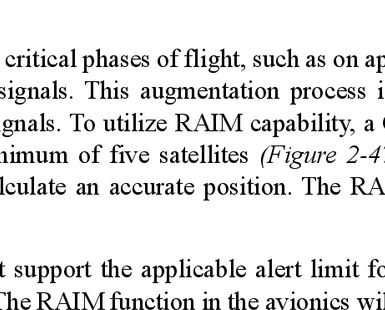 critical phases of flight, such as on ap
signals. This augmentation process i
gnals. To utilize RAIM capability, a
nimum of five satellites (Figure 2-4
lculate an accurate position. The RA
t support the applicable alert limit fo
The RAIM function in the avionics wil